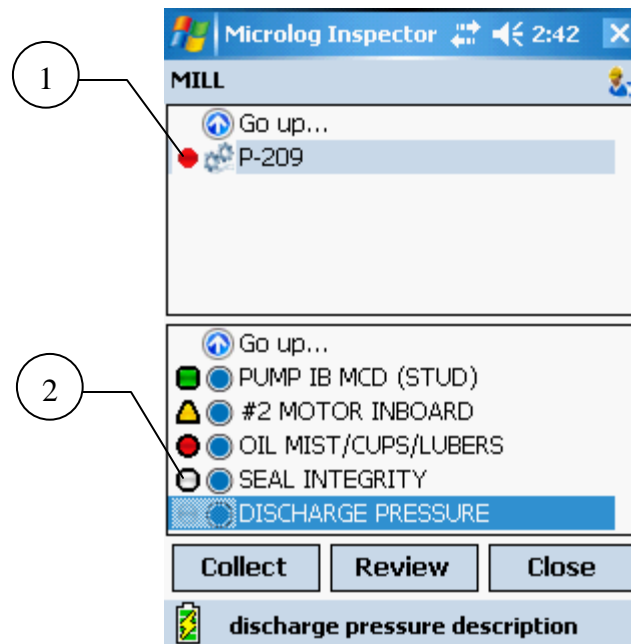 Microlog Inspector 2:42
1
MILL
Go up...
P-209
Go up...
PUMP IB MCD (STUD)
2
#2 MOTOR INBOARD
OIL MIST/CUPS/LUBERS
SEAL INTEGRITY
DISCHARGE PRESSURE
Collect Review Close
discharge pressure description